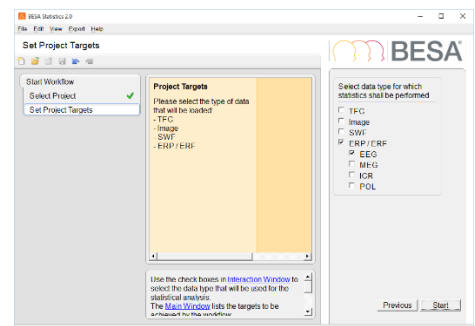 BESA Statistics 2.0
File Edit View Export Help
Set Project Targets
BESA
Start Workflow
Select Project
Set Project Targets
Project Targets
Please select the type of data
that will be loaded:
- TFC
- Image
SWF
- ERP / ERF
Select data type for which
statistics shall be performed
TFC
Image
SWF
ERP / ERF
EEG
MEG
ICR
POL
Use the check boxes in Interaction Window to
select the data type that will be used for the
statistical analysis.
The Main Window lists the targets to be
achieved by the workflow.
Previous
Start